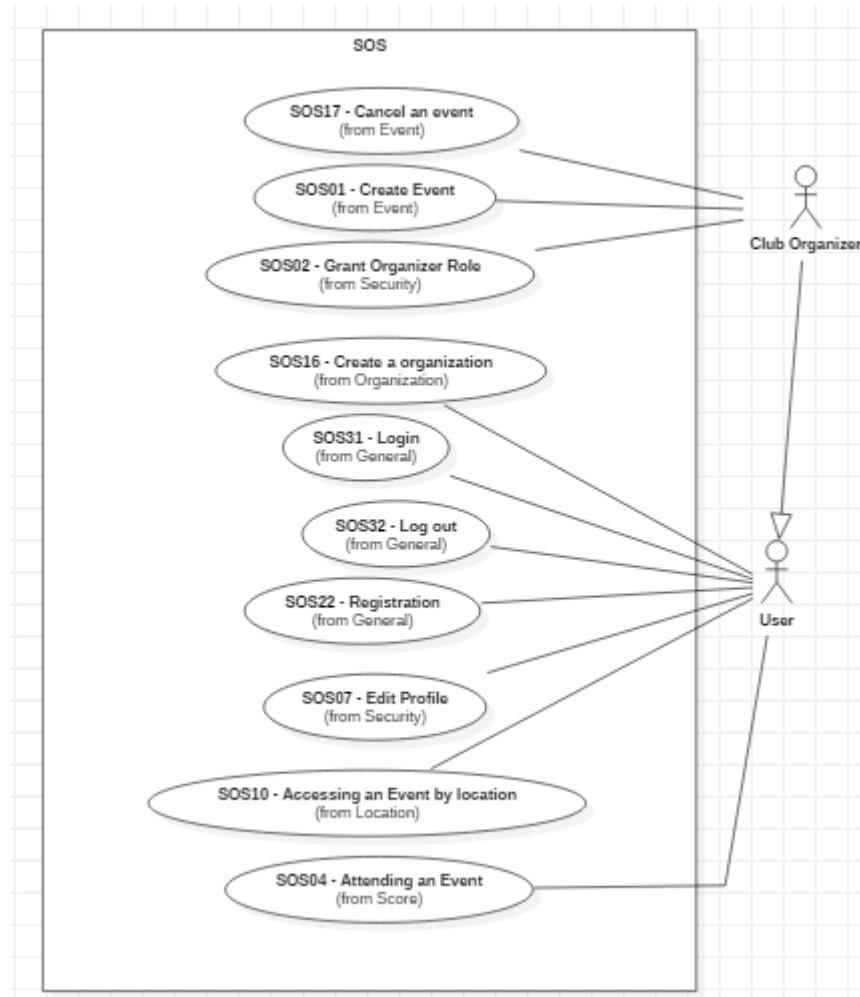 SOS
SOS17 - Cancel an event
(from Event)
SOS01 - Create Event
(from Event)
Club Organizer
SOS02 - Grant Organizer Role
(from Security)
SOS16 - Create a organization
(from Organization)
SOS31 - Login
(from General)
SOS32 - Log out
(from General)
SOS22 - Registration
(from General)
User
SOS07 - Edit Profile
(from Security)
SOS10 - Accessing an Event by location
(from Location)
SOS04 - Attending an Event
(from Score)